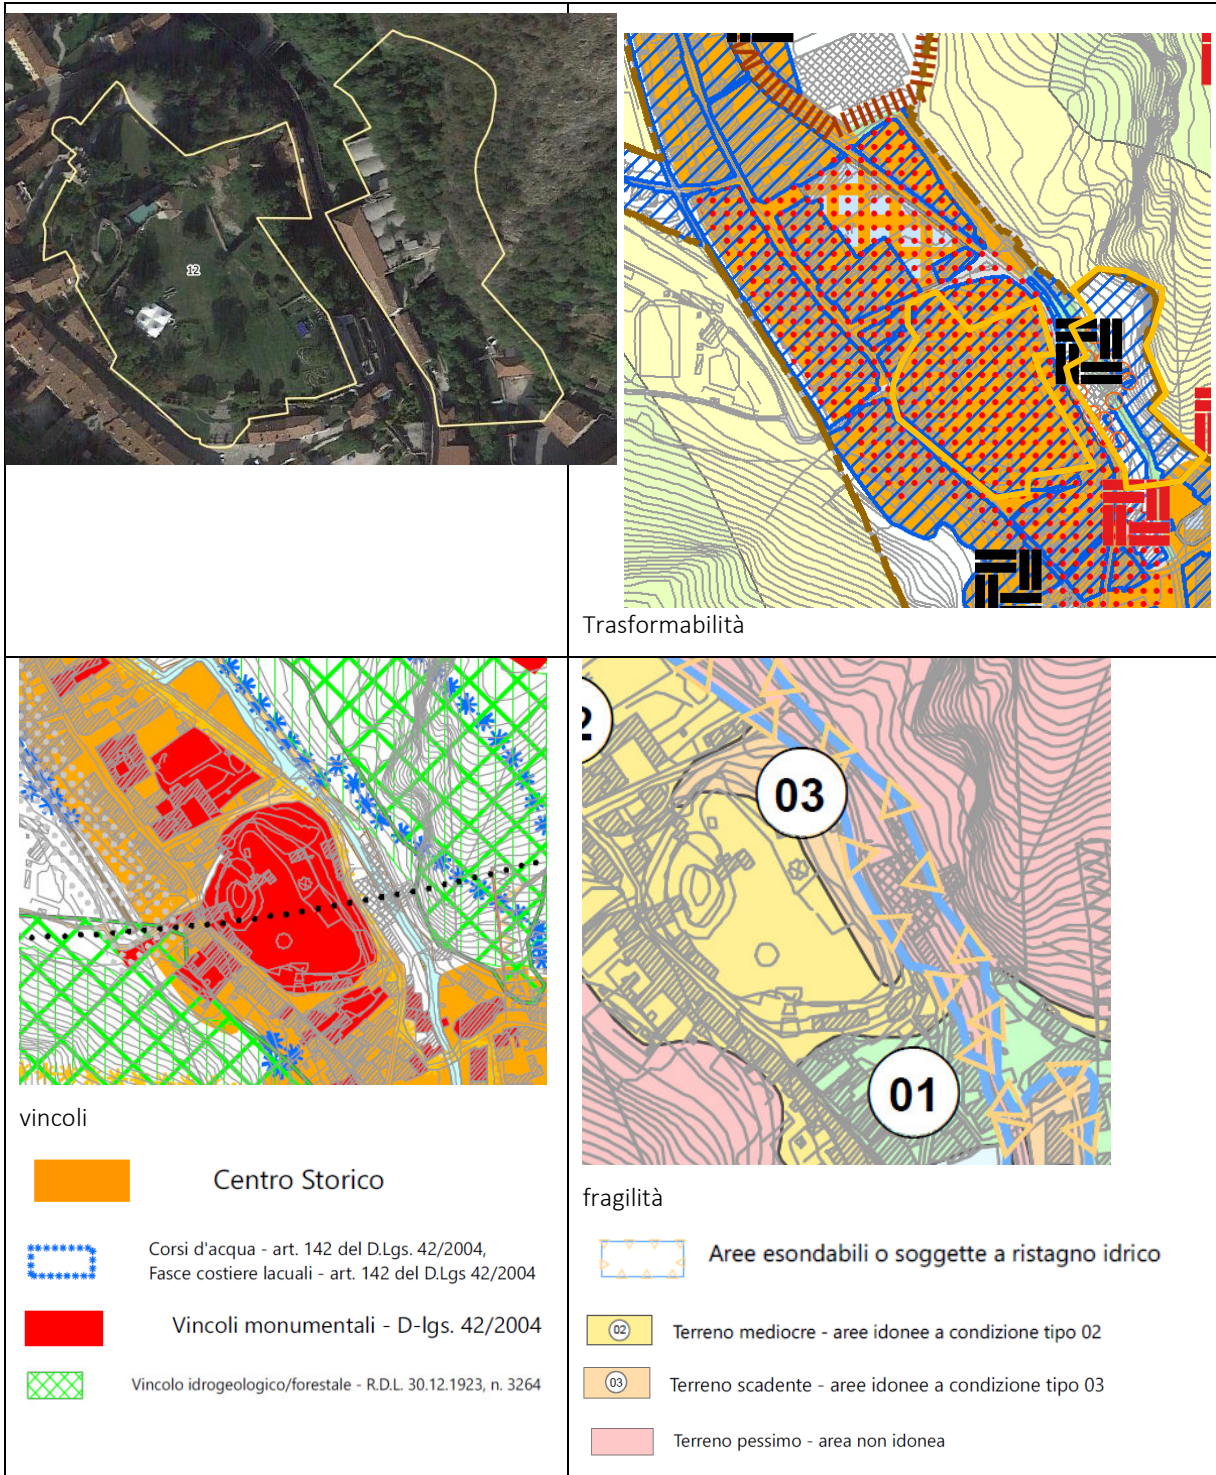 12
Trasformabilità
2
03
01
vincoli
Centro Storico
Corsi d'acqua - art. 142 del D.Lgs. 42/2004,
Fasce costiere lacuali - art. 142 del D.Lgs 42/2004
Vincoli monumentali - D-lgs. 42/2004
Vincolo idrogeologico/forestale - R.D.L. 30.12.1923, n. 3264
fragilità
Aree esondabili o soggette a ristagno idrico
02 Terreno mediocre - aree idonee a condizione tipo 02
03 Terreno scadente - aree idonee a condizione tipo 03
Terreno pessimo - area non idonea